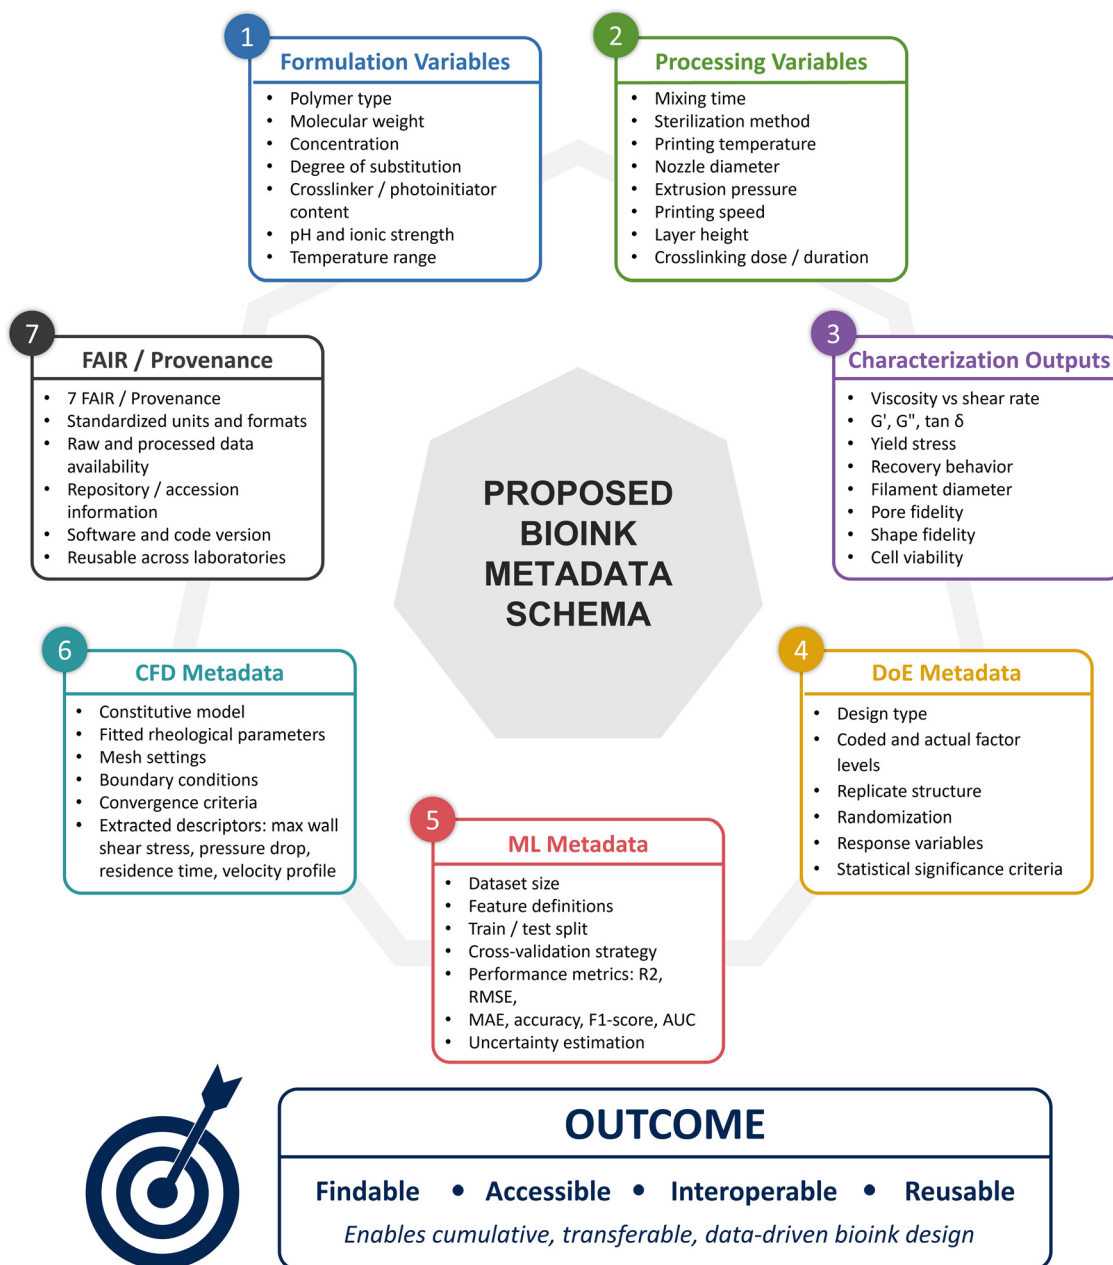 1
Formulation Variables
• Polymer type
• Molecular weight
• Concentration
• Degree of substitution
• Crosslinker / photoinitiator
content
• pH and ionic strength
• Temperature range
2
Processing Variables
• Mixing time
• Sterilization method
• Printing temperature
• Nozzle diameter
• Extrusion pressure
• Printing speed
• Layer height
• Crosslinking dose / duration
7
FAIR / Provenance
• 7 FAIR / Provenance
• Standardized units and formats
• Raw and processed data
availability
• Repository / accession
information
• Software and code version
• Reusable across laboratories
3
Characterization Outputs
• Viscosity vs shear rate
• G', G", tan δ
• Yield stress
• Recovery behavior
• Filament diameter
• Pore fidelity
• Shape fidelity
• Cell viability
PROPOSED
BIOINK
METADATA
SCHEMA
6
CFD Metadata
• Constitutive model
• Fitted rheological parameters
• Mesh settings
• Boundary conditions
• Convergence criteria
• Extracted descriptors: max wall
shear stress, pressure drop,
residence time, velocity profile
4
DoE Metadata
• Design type
• Coded and actual factor
levels
• Replicate structure
• Randomization
• Response variables
• Statistical significance criteria
5
ML Metadata
• Dataset size
• Feature definitions
• Train / test split
• Cross-validation strategy
• Performance metrics: R2,
RMSE,
• MAE, accuracy, F1-score, AUC
• Uncertainty estimation
OUTCOME
Findable • Accessible • Interoperable • Reusable
Enables cumulative, transferable, data-driven bioink design